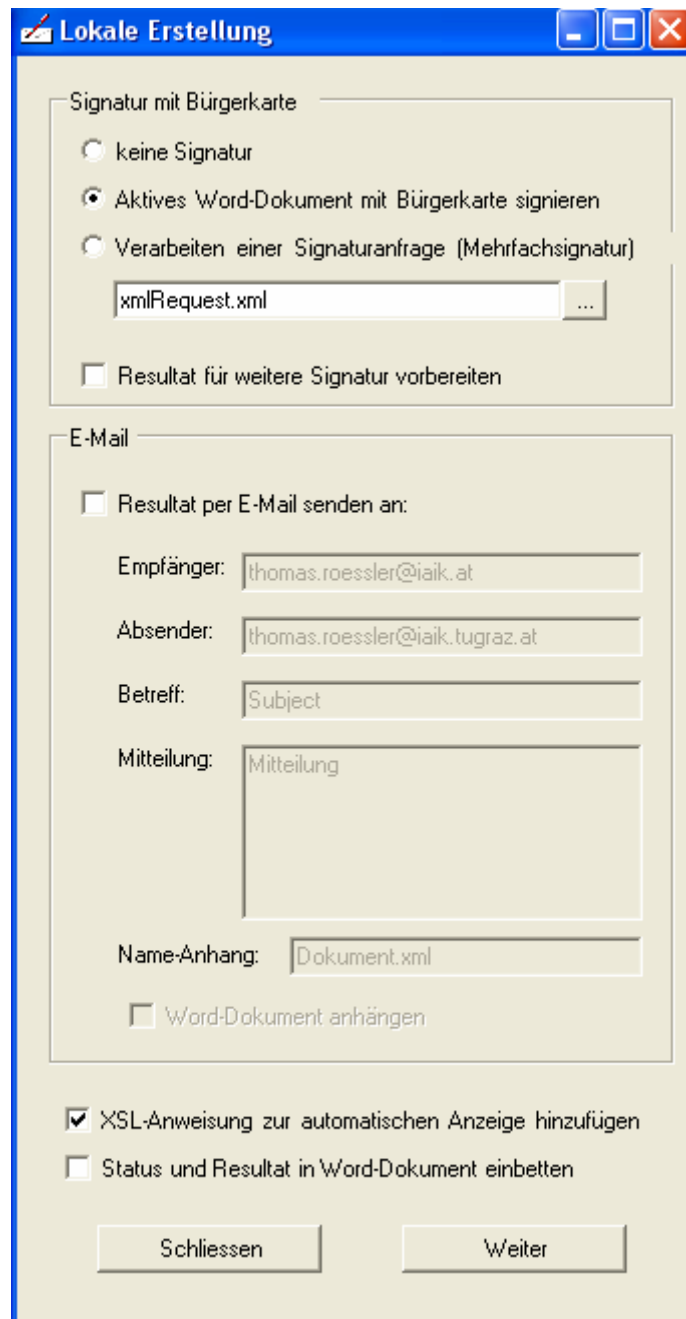 Lokale Erstellung
Signatur mit Bürgerkarte
keine Signatur
Aktives Word-Dokument mit Bürgerkarte signieren
Verarbeiten einer Signaturanfrage (Mehrfachsignatur)
xmlRequest.xml ...
Resultat für weitere Signatur vorbereiten
E-Mail
Resultat per E-Mail senden an:
Empfänger: thomas.roessler@iaik.at
Absender: thomas.roessler@iaik.tugraz.at
Betreff: Subject
Mitteilung: Mitteilung
Name-Anhang: Dokument.xml
Word-Dokument anhängen
XSL-Anweisung zur automatischen Anzeige hinzufügen
Status und Resultat in Word-Dokument einbetten
Schliessen Weiter